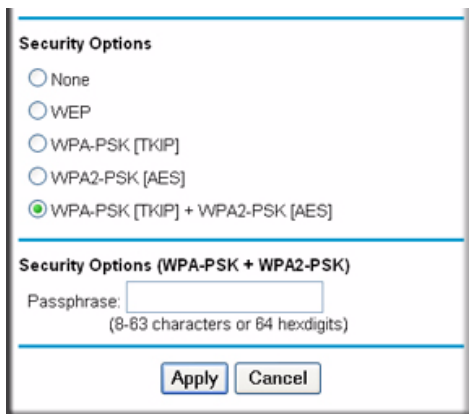 Security Options
None
WEP
WPA-PSK [TKIP]
WPA2-PSK [AES]
WPA-PSK [TKIP] + WPA2-PSK [AES]
Security Options (WPA-PSK + WPA2-PSK)
Passphrase:
(8-63 characters or 64 hexdigits)
Apply Cancel